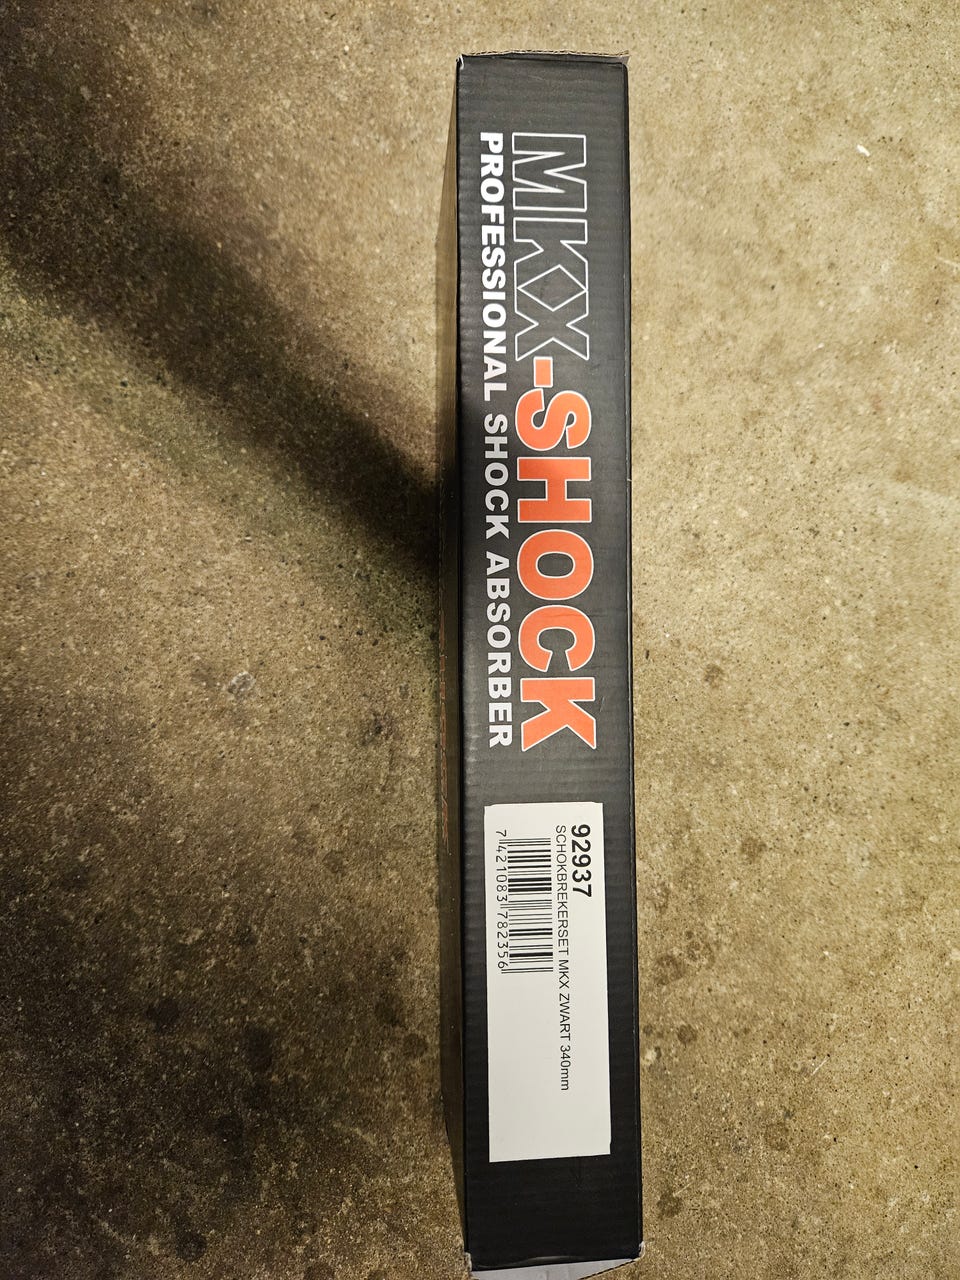 MKX-SHOCK
PROFESSIONAL SHOCK ABSORBER
92937
SCHOKBREKERSET MKX ZWART 340mm
7 421083 782356